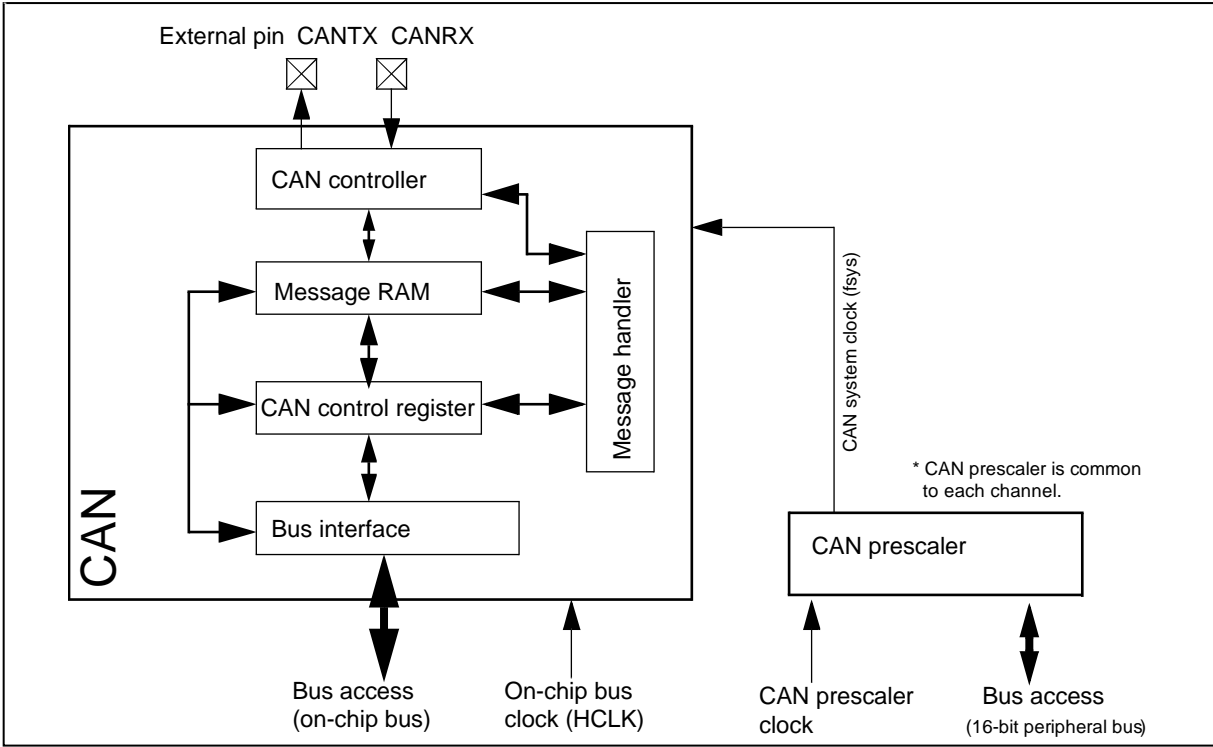 External pin CANTX CANRX
CAN controller
Message RAM
Message handler
CAN control register
Bus interface
CAN
CAN system clock (fsys)
* CAN prescaler is common
to each channel.
CAN prescaler
Bus access
(on-chip bus)
On-chip bus
clock (HCLK)
CAN prescaler
clock
Bus access
(16-bit peripheral bus)